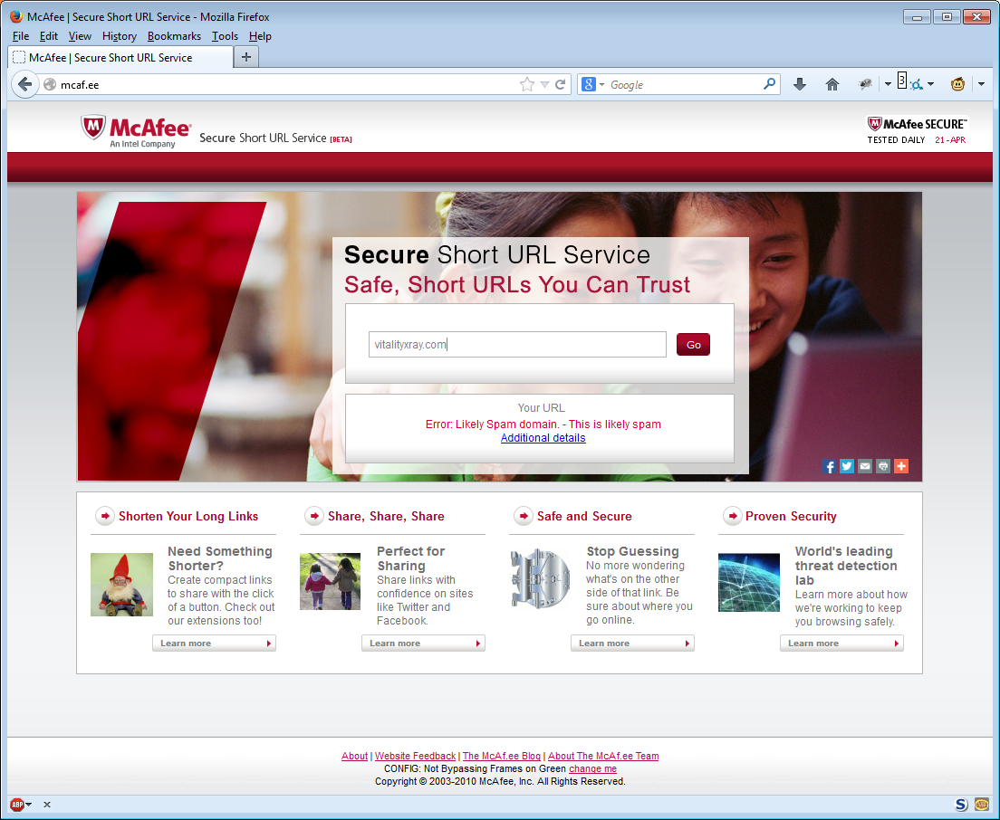 McAfee | Secure Short URL Service - Mozilla Firefox
File Edit View History Bookmarks Tools Help
McAfee | Secure Short URL Service
mcaf.ee
8 Google
3
McAfee
An Intel Company
Secure Short URL Service [BETA]
McAfee SECURE™
TESTED DAILY 21-APR
Secure Short URL Service
Safe, Short URLs You Can Trust
vitalityxray.com
Go
Your URL
Error: Likely Spam domain. - This is likely spam
Additional details
Shorten Your Long Links
Need Something
Shorter?
Create compact links
to share with the click
of a button. Check out
our extensions too!
Learn more
Share, Share, Share
Perfect for
Sharing
Share links with
confidence on sites
like Twitter and
Facebook.
Learn more
Safe and Secure
Stop Guessing
No more wondering
what's on the other
side of that link. Be
sure about where you
go online.
Learn more
Proven Security
World's leading
threat detection
lab
Learn more about how
we're working to keep
you browsing safely.
Learn more
About | Website Feedback | The McAf.ee Blog | About The McAf.ee Team
CONFIG: Not Bypassing Frames on Green change me
Copyright © 2003-2010 McAfee, Inc. All Rights Reserved.
ABP
S